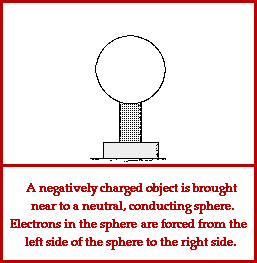 A negatively charged object is brought
near to a neutral, conducting sphere.
Electrons in the sphere are forced from the
left side of the sphere to the right side.